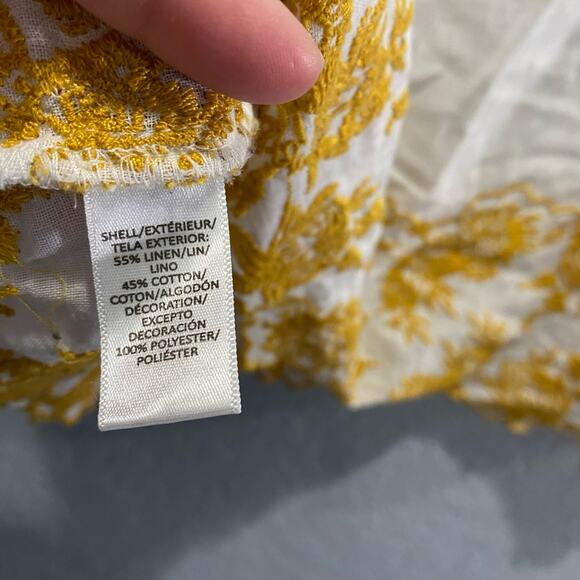 SHELL/EXTÉRIEUR/
TELA EXTERIOR:
55% LINEN/LIN/
LINO
45% COTTON/
COTON/ALGODÓN
DÉCORATION/
EXCEPTO
DECORACIÓN
100% POLYESTER/
POLIÉSTER